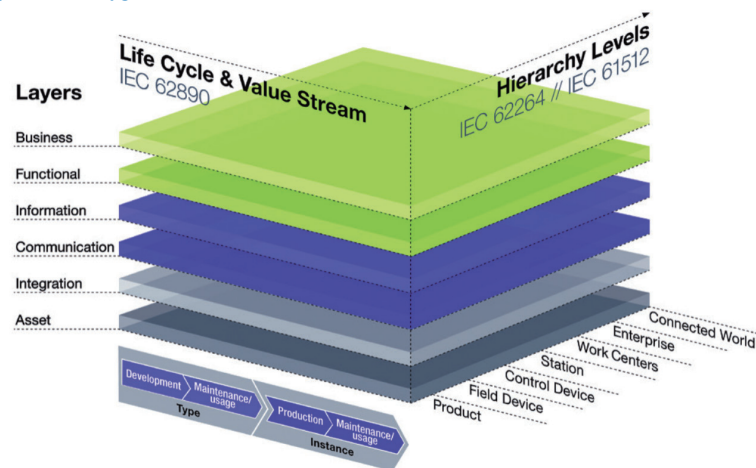 Life Cycle & Value Stream
IEC 62890
Hierarchy Levels
IEC 62264 // IEC 61512
Layers
Business
Functional
Information
Communication
Integration
Asset
Development
Maintenance/
usage
Type
Production
Maintenance/
usage
Instance
Connected World
Enterprise
Work Centers
Station
Control Device
Field Device
Product